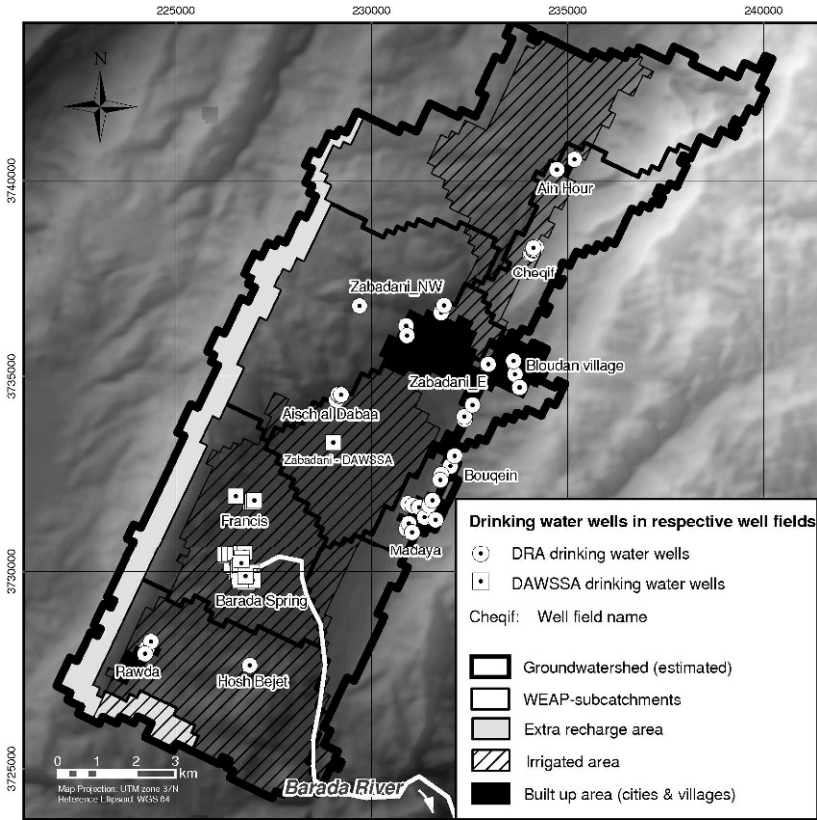 225000
230000
235000
240000
N
3740000
3735000
3730000
3725000
Ain Hour
Cheqif
Zabadani_NW
Zabadani_E
Bloudan village
Aisch al Dabaa
Zabadani - DAWSSA
Bouqein
Francis
Madaya
Barada Spring
Rawda
Hosh Bejet
Barada River
0 1 2 3
km
Map Projection: UTM zone 37N
Reference Ellipsoid: WGS 84
Drinking water wells in respective well fields
DRA drinking water wells
DAWSSA drinking water wells
Cheqif: Well field name
Groundwatershed (estimated)
WEAP-subcatchments
Extra recharge area
Irrigated area
Built up area (cities & villages)